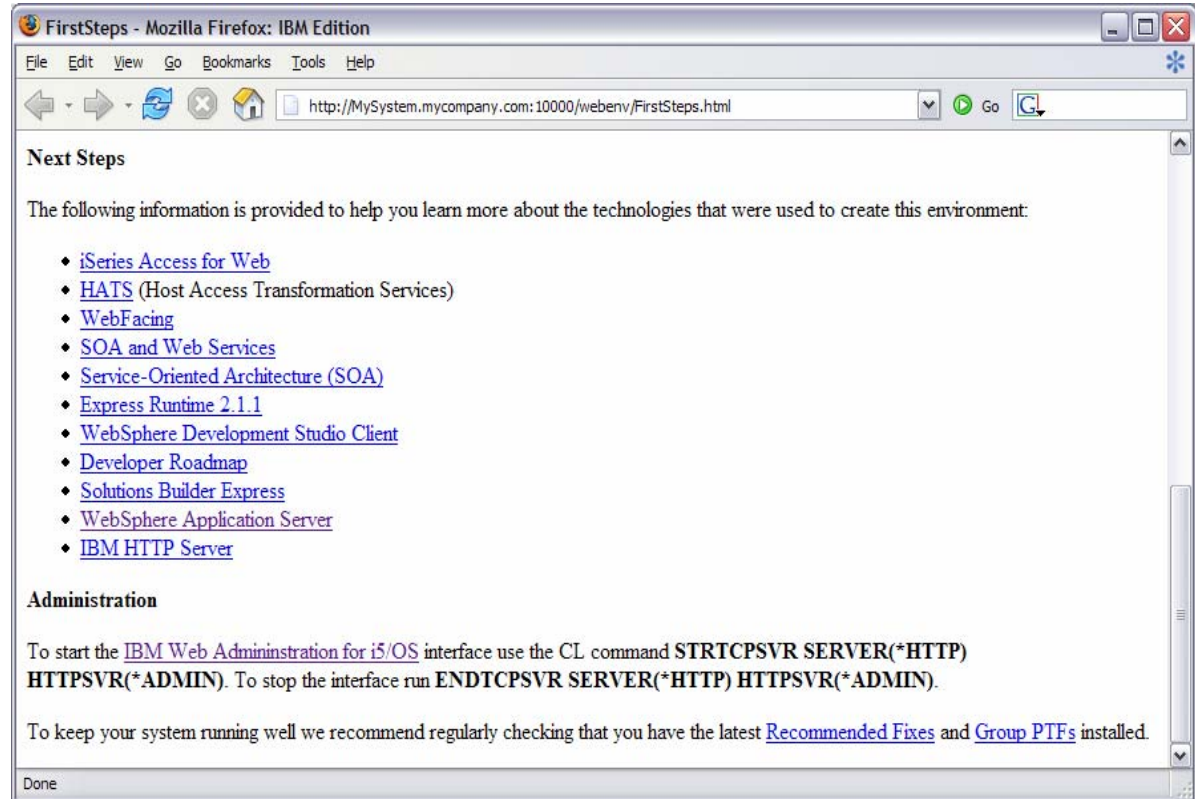 FirstSteps - Mozilla Firefox: IBM Edition
File Edit View Go Bookmarks Tools Help
http://MySystem.mycompany.com:10000/webenv/FirstSteps.html Go G
Next Steps
The following information is provided to help you learn more about the technologies that were used to create this environment:
iSeries Access for Web
HATS (Host Access Transformation Services)
WebFacing
SOA and Web Services
Service-Oriented Architecture (SOA)
Express Runtime 2.1.1
WebSphere Development Studio Client
Developer Roadmap
Solutions Builder Express
WebSphere Application Server
IBM HTTP Server
Administration
To start the IBM Web Admininstration for i5/OS interface use the CL command STRTCPSVR SERVER(*HTTP)
HTTPSVR(*ADMIN). To stop the interface run ENDTCPSVR SERVER(*HTTP) HTTPSVR(*ADMIN).
To keep your system running well we recommend regularly checking that you have the latest Recommended Fixes and Group PTFs installed.
Done